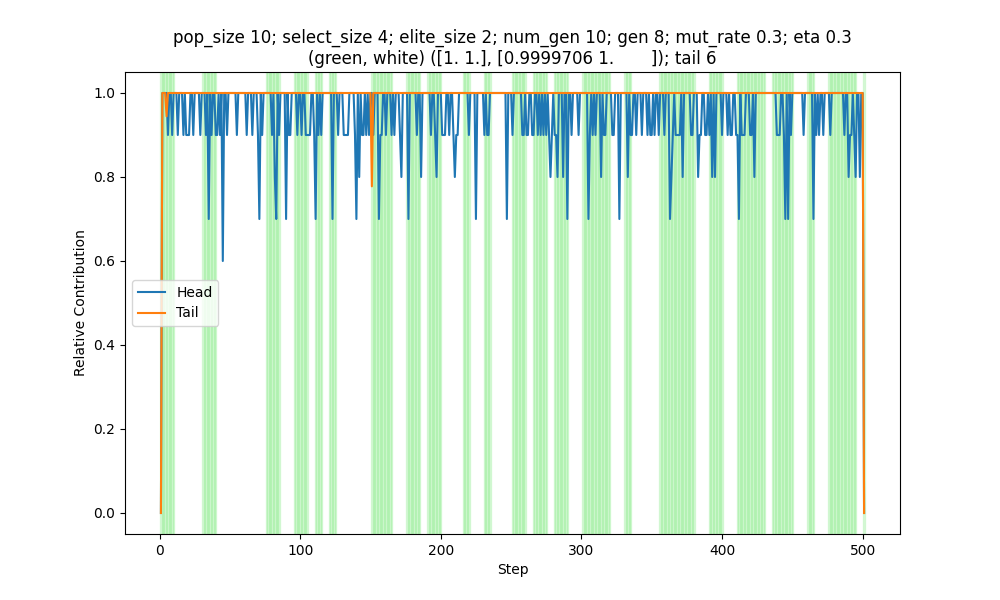 pop_size 10; select_size 4; elite_size 2; num_gen 10; gen 8; mut_rate 0.3; eta 0.3
(green, white) ([1. 1.], [0.9999706 1.        ]); tail 6
1.0
0.8
0.6
0.4
0.2
0.0
Relative Contribution
Head
Tail
0
100
200
300
400
500
Step